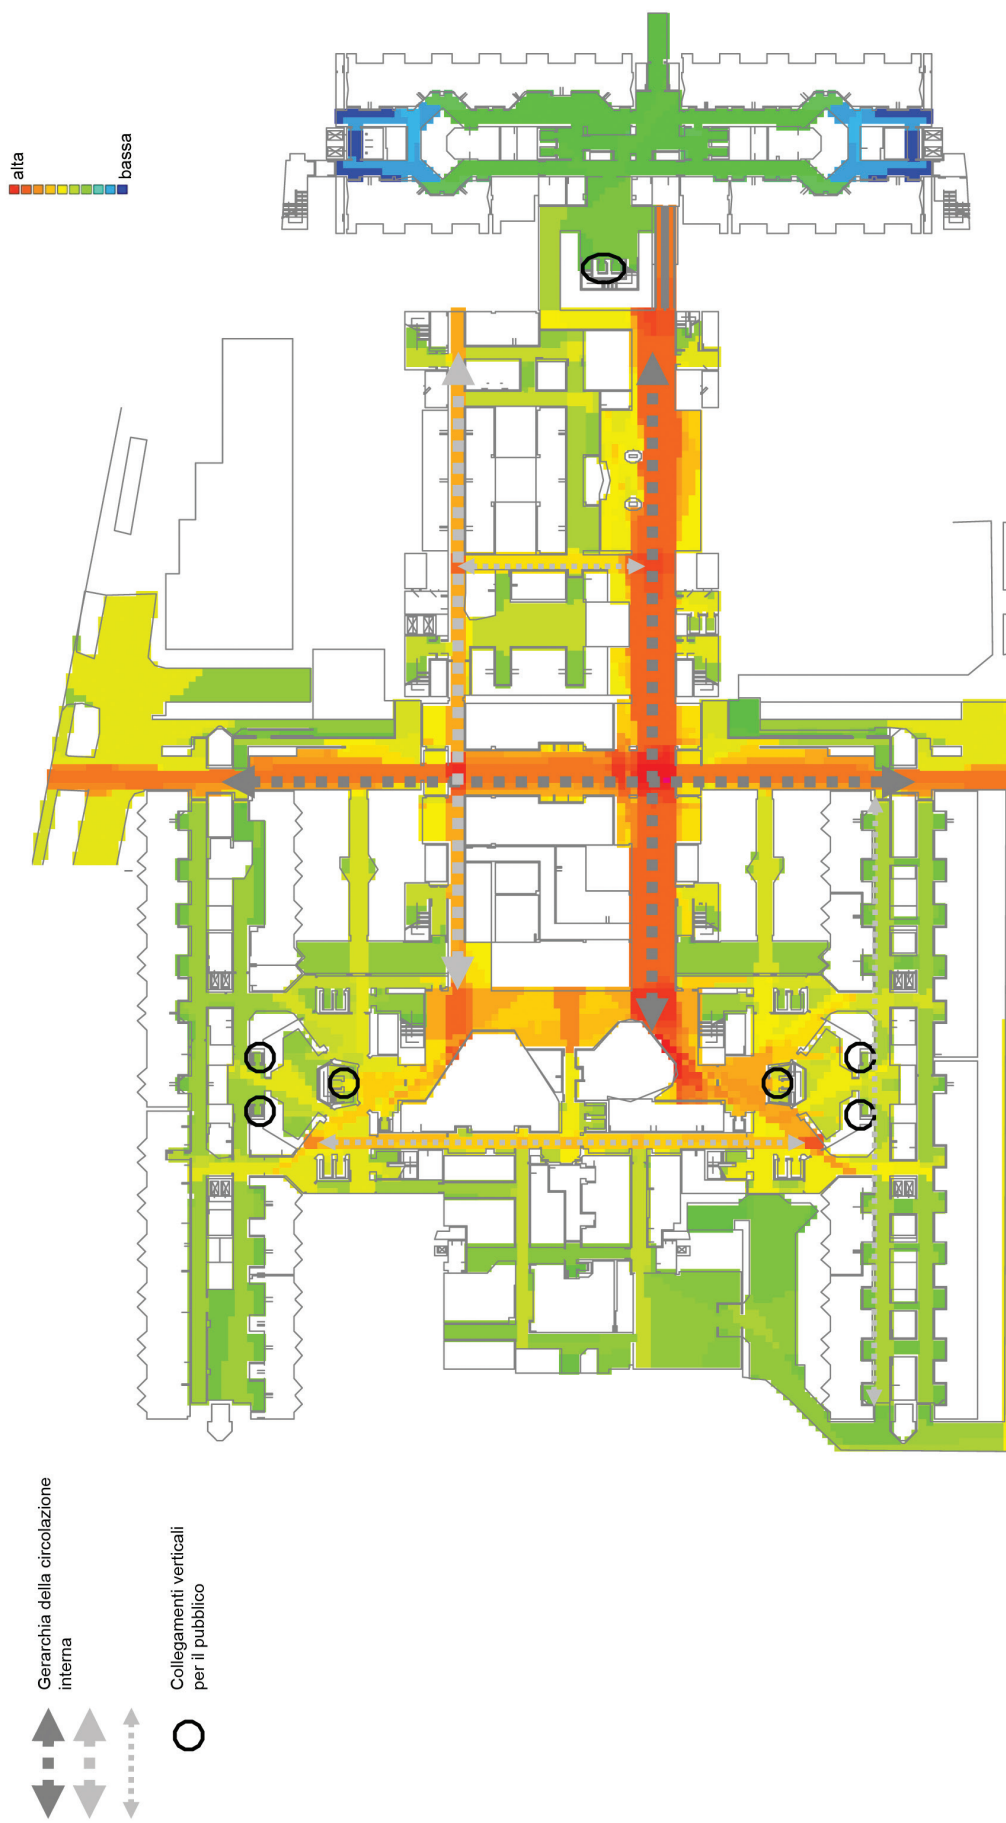 alta
bassa
Gerarchia della circolazione
interna
Collegamenti verticali
per il pubblico